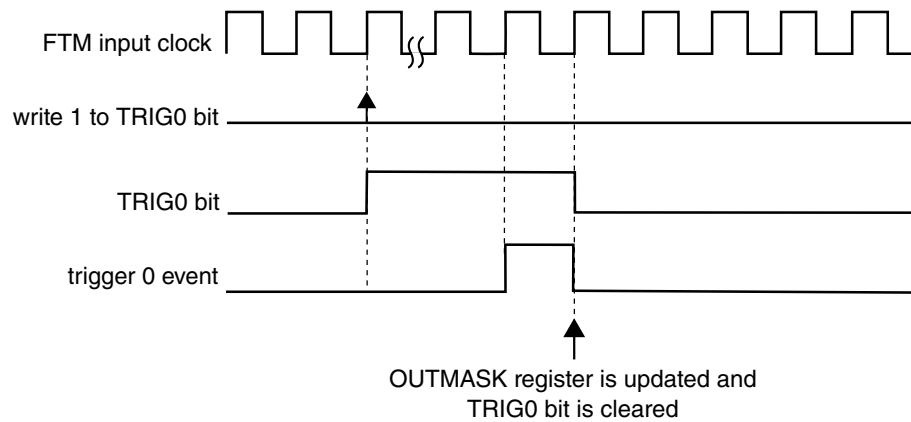 FTM input clock
write 1 to TRIG0 bit
TRIG0 bit
trigger 0 event
OUTMASK register is updated and
TRIG0 bit is cleared